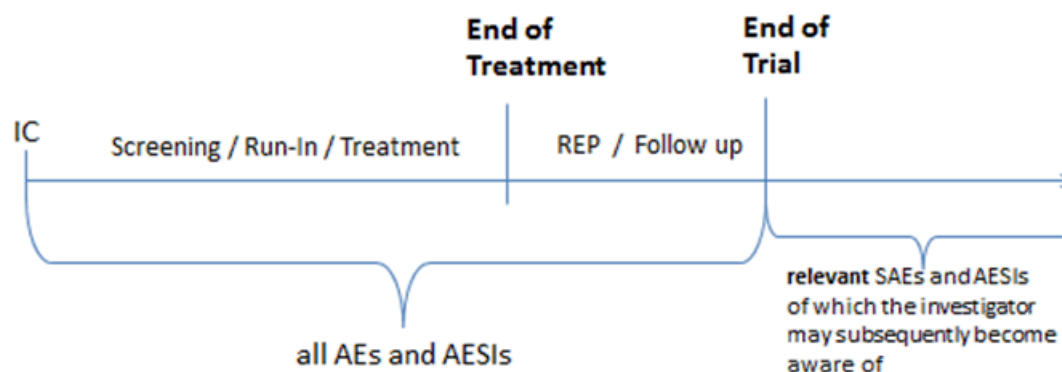 End of
Treatment
End of
Trial
IC
Screening / Run-In / Treatment
REP / Follow up
all AEs and AESIs
relevant SAEs and AESIs
of which the investigator
may subsequently become
aware of